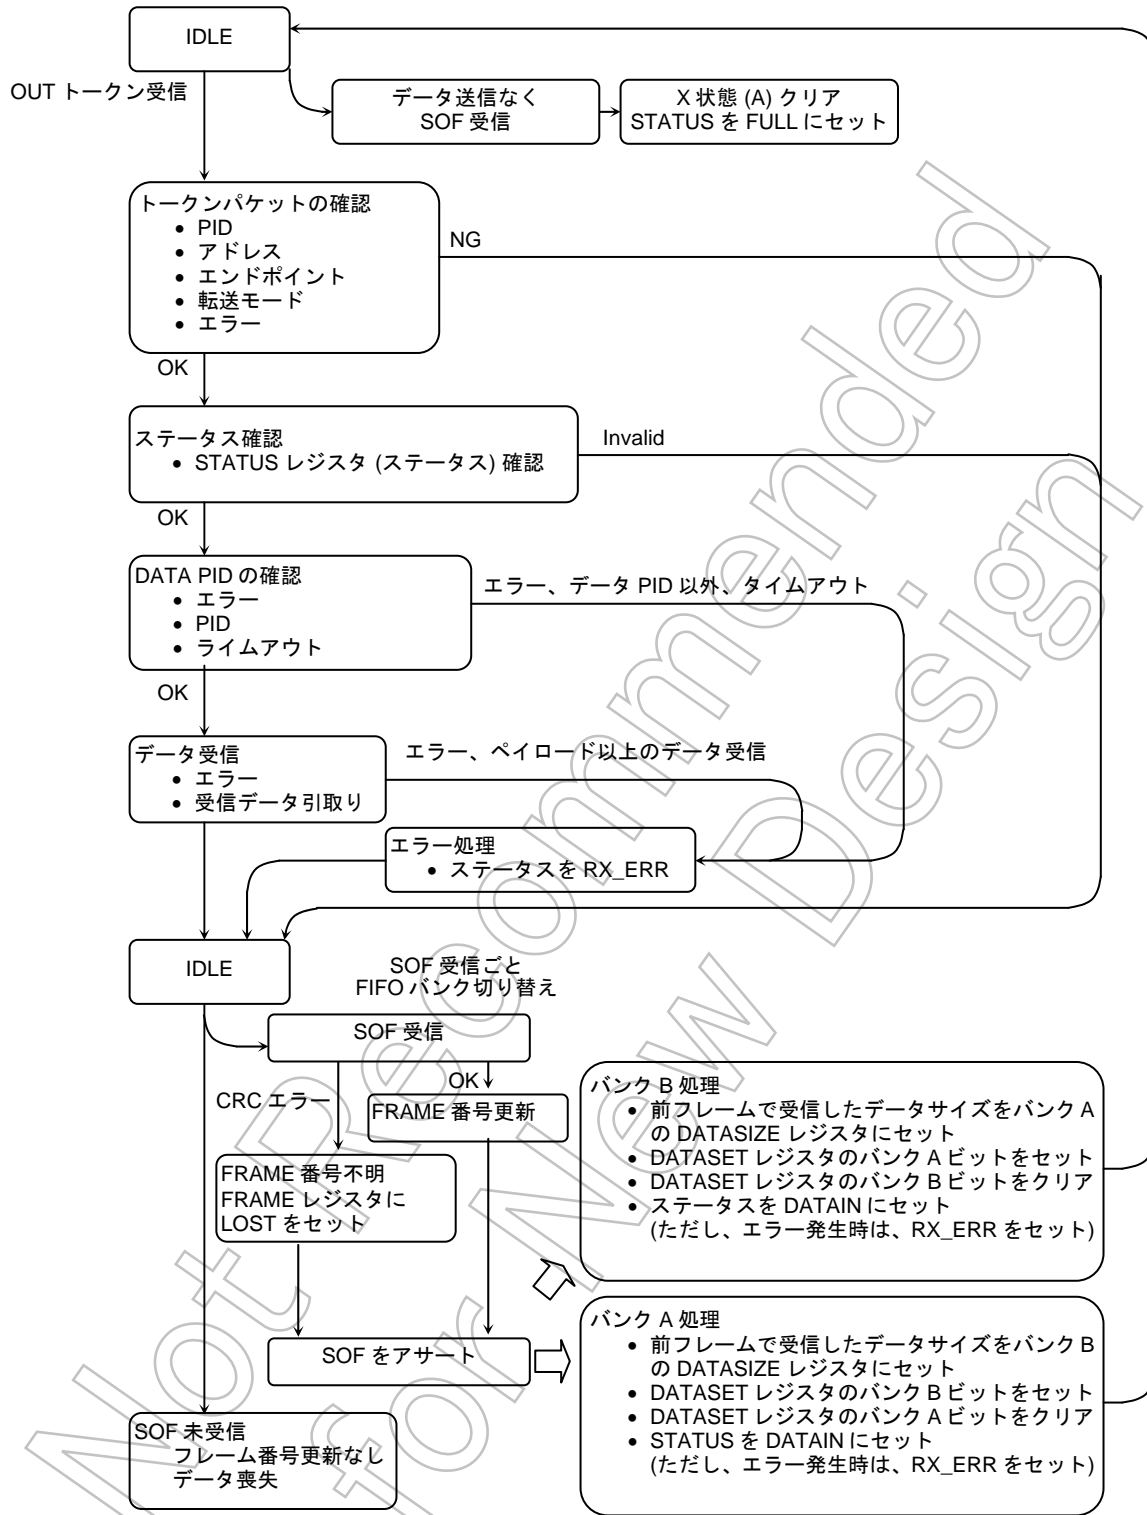 IDLE
OUT トークン受信
データ送信なく
SOF 受信
X 状態 (A) クリア
STATUS を FULL にセット
トークンパケットの確認
• PID
• アドレス
• エンドポイント
• 転送モード
• エラー
NG
OK
ステータス確認
• STATUS レジスタ (ステータス) 確認
Invalid
OK
DATA PID の確認
• エラー
• PID
• ライムアウト
エラー、データ PID 以外、タイムアウト
OK
データ受信
• エラー
• 受信データ引取り
エラー、ペイロード以上のデータ受信
エラー処理
• ステータスを RX_ERR
IDLE
SOF 受信ごと
FIFO バンク切り替え
SOF 受信
CRC エラー
OK
FRAME 番号更新
FRAME 番号不明
FRAME レジスタに
LOST をセット
SOF をアサート
SOF 未受信
フレーム番号更新なし
データ喪失
バンク B 処理
• 前フレームで受信したデータサイズをバンク A
の DATASIZE レジスタにセット
• DATASET レジスタのバンク A ビットをセット
• DATASET レジスタのバンク B ビットをクリア
• ステータスを DATAIN にセット
(ただし、エラー発生時は、RX_ERR をセット)
バンク A 処理
• 前フレームで受信したデータサイズをバンク B
の DATASIZE レジスタにセット
• DATASET レジスタのバンク B ビットをセット
• DATASET レジスタのバンク A ビットをクリア
• STATUS を DATAIN にセット
(ただし、エラー発生時は、RX_ERR をセット)
Not Recommended
for New Design